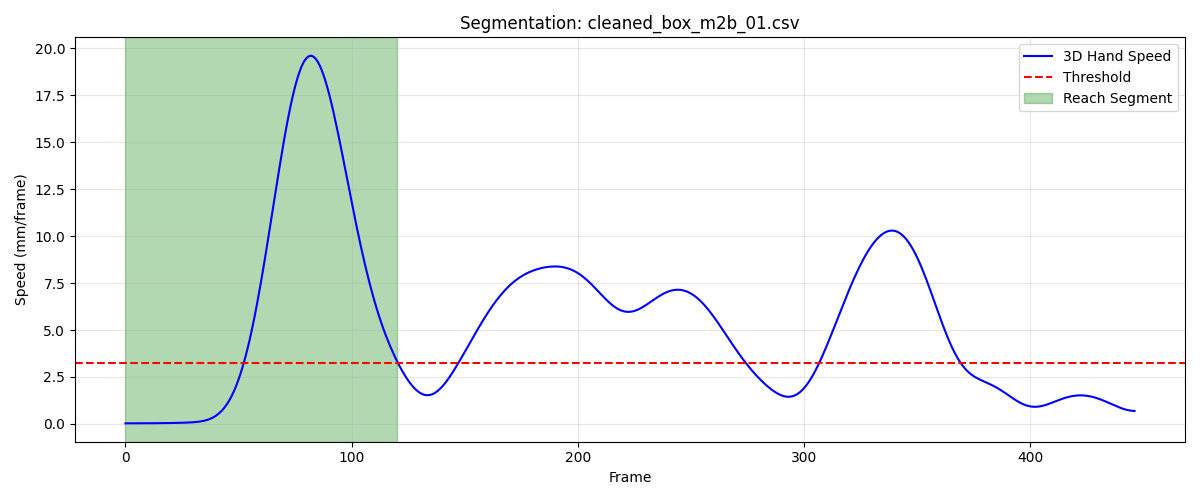 Segmentation: cleaned_box_m2b_01.csv
20.0
17.5
15.0
12.5
10.0
7.5
5.0
2.5
0.0
Speed (mm/frame)
3D Hand Speed
Threshold
Reach Segment
0
100
200
300
400
Frame